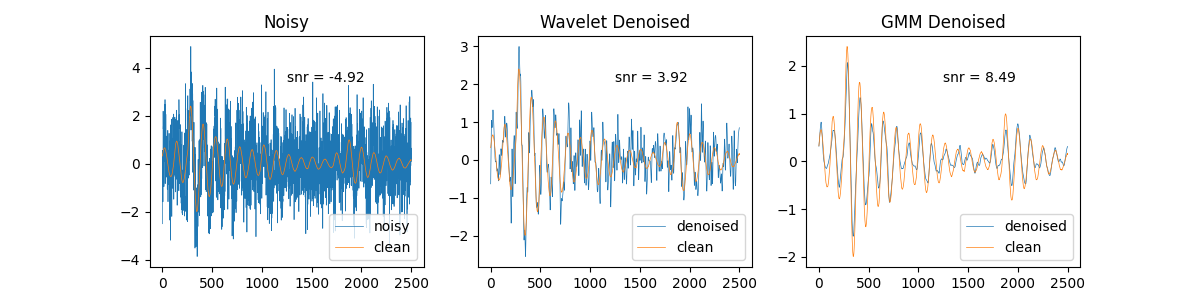 Noisy
4
2
0
−2
−4
snr = -4.92
noisy
clean
0 500 1000 1500 2000 2500
Wavelet Denoised
3
2
1
0
−1
−2
snr = 3.92
denoised
clean
0 500 1000 1500 2000 2500
GMM Denoised
2
1
0
−1
−2
snr = 8.49
denoised
clean
0 500 1000 1500 2000 2500